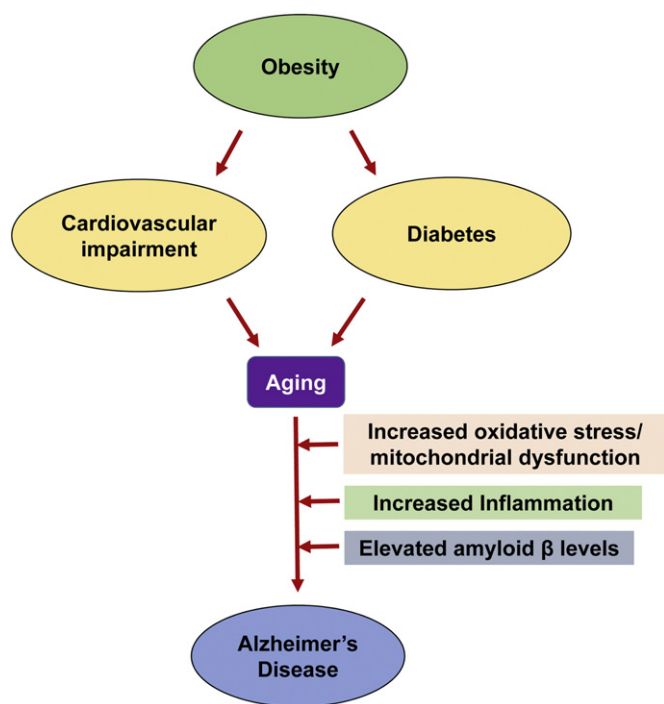 Obesity
Cardiovascular
impairment
Diabetes
Aging
Increased oxidative stress/
mitochondrial dysfunction
Increased Inflammation
Elevated amyloid β levels
Alzheimer’s
Disease